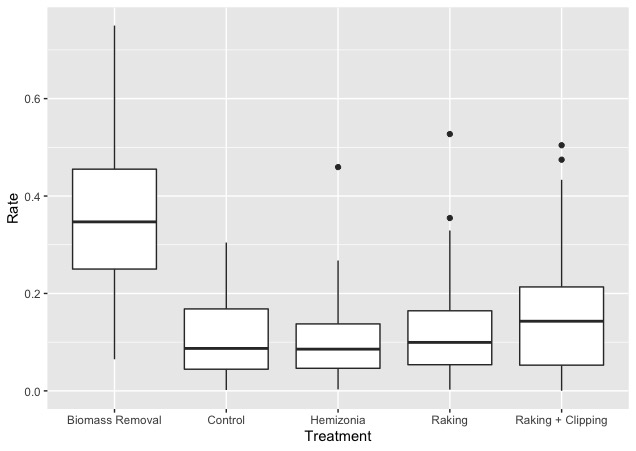 Rate
0.6
0.4
0.2
0.0
Biomass Removal Control Hemizonia Raking Raking + Clipping
Treatment